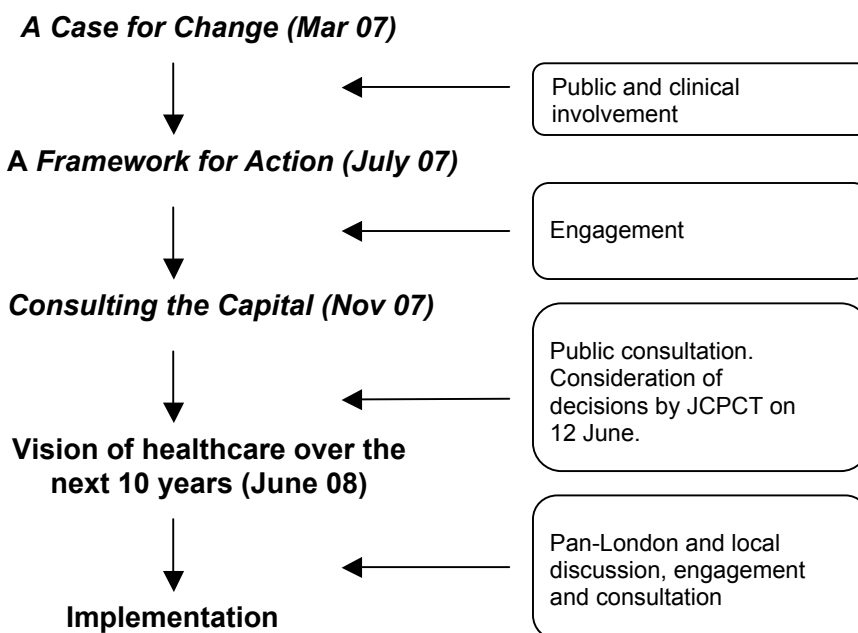 A Case for Change (Mar 07)
Public and clinical
involvement
A Framework for Action (July 07)
Engagement
Consulting the Capital (Nov 07)
Public consultation.
Consideration of
decisions by JCPCT on
12 June.
Vision of healthcare over the
next 10 years (June 08)
Pan-London and local
discussion, engagement
and consultation
Implementation